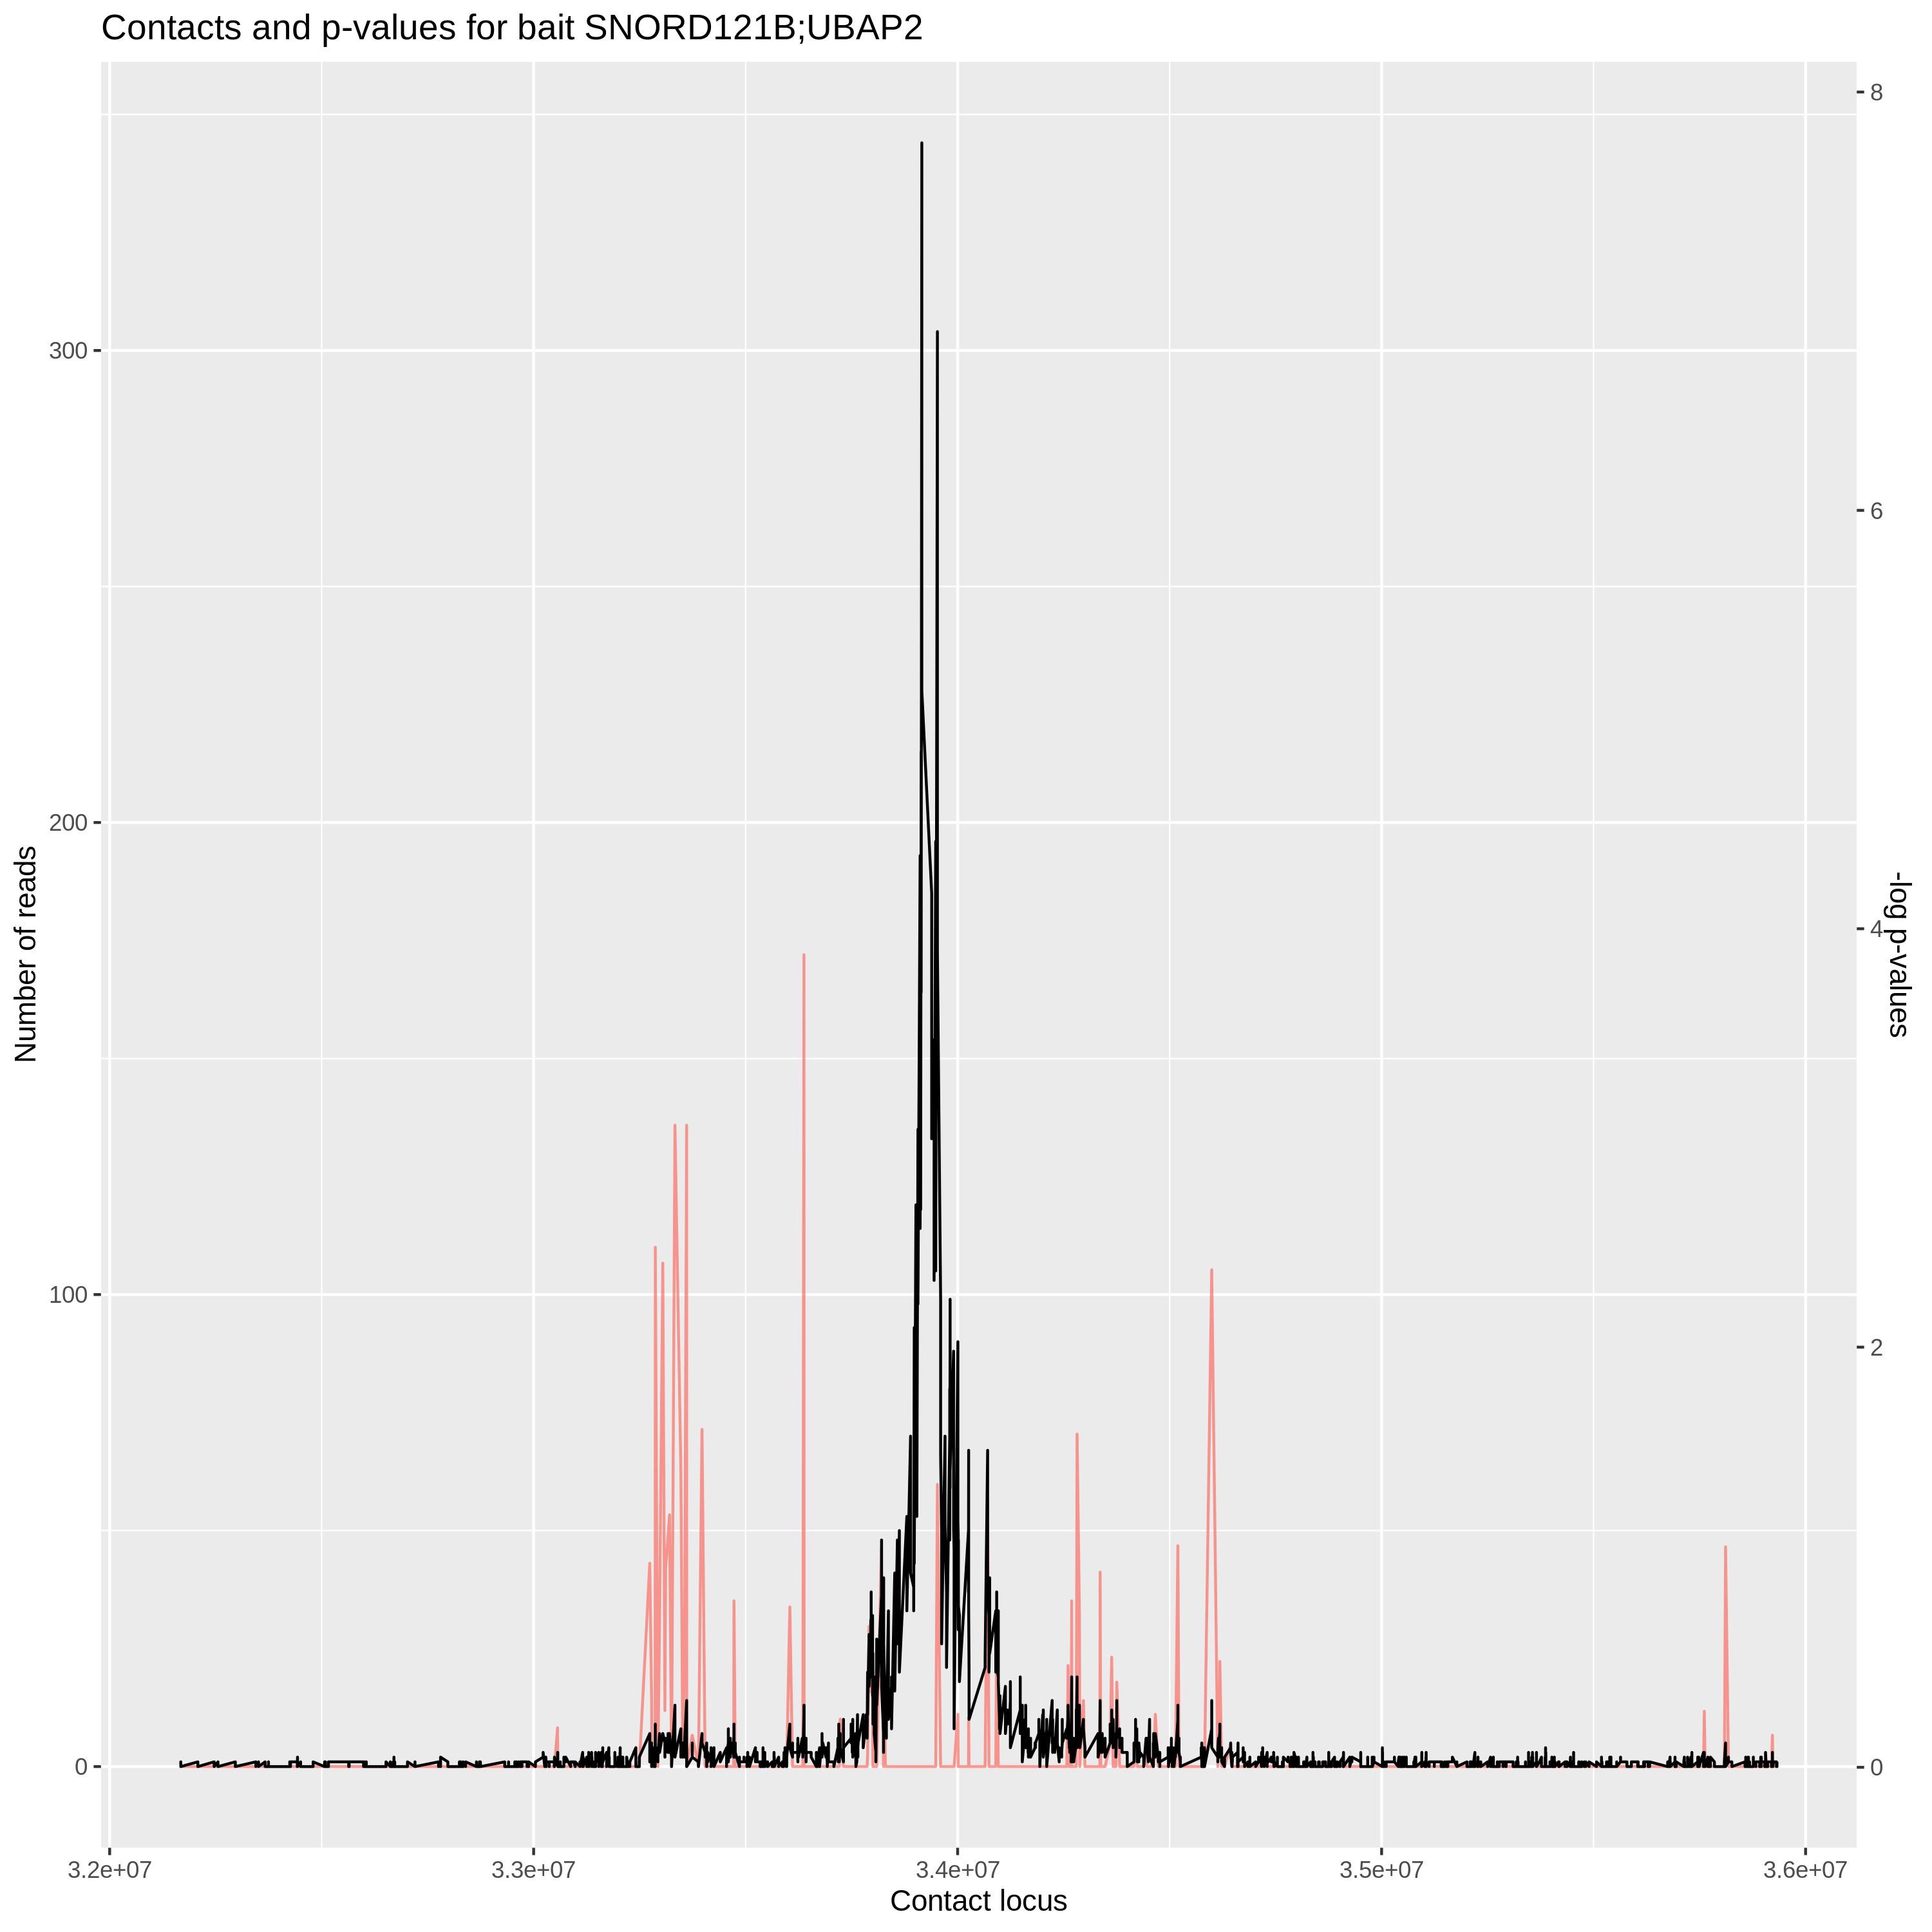 Contacts and p-values for bait SNORD121B;UBAP2
8
300
6
200
Number of reads
4
-log p-values
100
2
0
0
3.2e+07 3.3e+07 3.4e+07 3.5e+07 3.6e+07
Contact locus